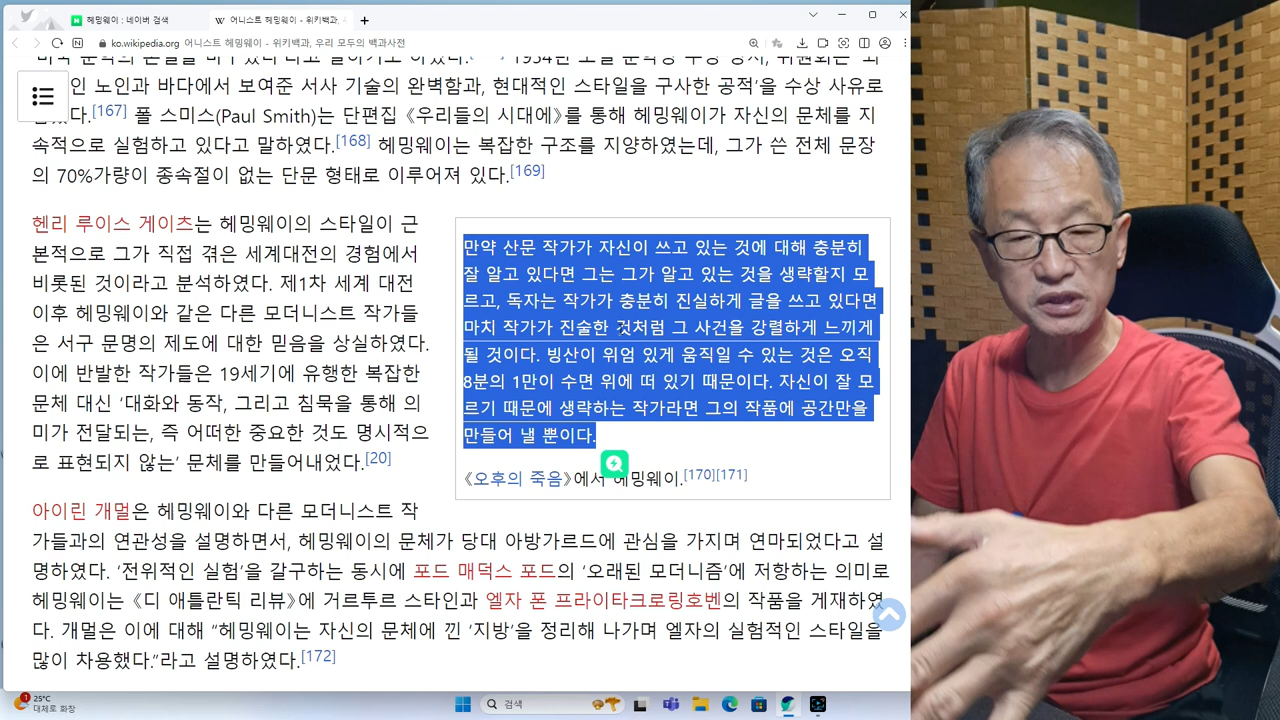 헤밍웨이 : 네이버 검색
어니스트 헤밍웨이 - 위키백과,
ko.wikipedia.org 어니스트 헤밍웨이 - 위키백과, 우리 모두의 백과사전
인 노인과 바다에서 보여준 서사 기술의 완벽함과, 현대적인 스타일을 구사한 공적’을 수상 사유로
다.[167] 폴 스미스(Paul Smith)는 단편집 《우리들의 시대에》를 통해 헤밍웨이가 자신의 문체를 지
속적으로 실험하고 있다고 말하였다.[168] 헤밍웨이는 복잡한 구조를 지양하였는데, 그가 쓴 전체 문장
의 70%가량이 종속절이 없는 단문 형태로 이루어져 있다.[169]
헨리 루이스 게이츠는 헤밍웨이의 스타일이 근
본적으로 그가 직접 겪은 세계대전의 경험에서
비롯된 것이라고 분석하였다. 제1차 세계 대전
이후 헤밍웨이와 같은 다른 모더니스트 작가들
은 서구 문명의 제도에 대한 믿음을 상실하였다.
이에 반발한 작가들은 19세기에 유행한 복잡한
문체 대신 ‘대화와 동작, 그리고 침묵을 통해 의
미가 전달되는, 즉 어떠한 중요한 것도 명시적으
로 표현되지 않는’ 문체를 만들어내었다.[20]
만약 산문 작가가 자신이 쓰고 있는 것에 대해 충분히
잘 알고 있다면 그는 그가 알고 있는 것을 생략할지 모
르고, 독자는 작가가 충분히 진실하게 글을 쓰고 있다면
마치 작가가 진술한 것처럼 그 사건을 강렬하게 느끼게
될 것이다. 빙산이 위엄 있게 움직일 수 있는 것은 오직
8분의 1만이 수면 위에 떠 있기 때문이다. 자신이 잘 모
르기 때문에 생략하는 작가라면 그의 작품에 공간만을
만들어 낼 뿐이다.
《오후의 죽음》에서 헤밍웨이.[170][171]
아이린 개멀은 헤밍웨이와 다른 모더니스트 작
가들과의 연관성을 설명하면서, 헤밍웨이의 문체가 당대 아방가르드에 관심을 가지며 연마되었다고 설
명하였다. ‘전위적인 실험’을 갈구하는 동시에 포드 매덕스 포드의 ‘오래된 모더니즘’에 저항하는 의미로
헤밍웨이는 《디 애틀란틱 리뷰》에 거르투르 스타인과 엘자 폰 프라이타크로링호벤의 작품을 게재하였
다. 개멀은 이에 대해 “헤밍웨이는 자신의 문체에 낀 ‘지방’을 정리해 나가며 엘자의 실험적인 스타일을
많이 차용했다.”라고 설명하였다.[172]
1
25°C
대체로 화창
검색